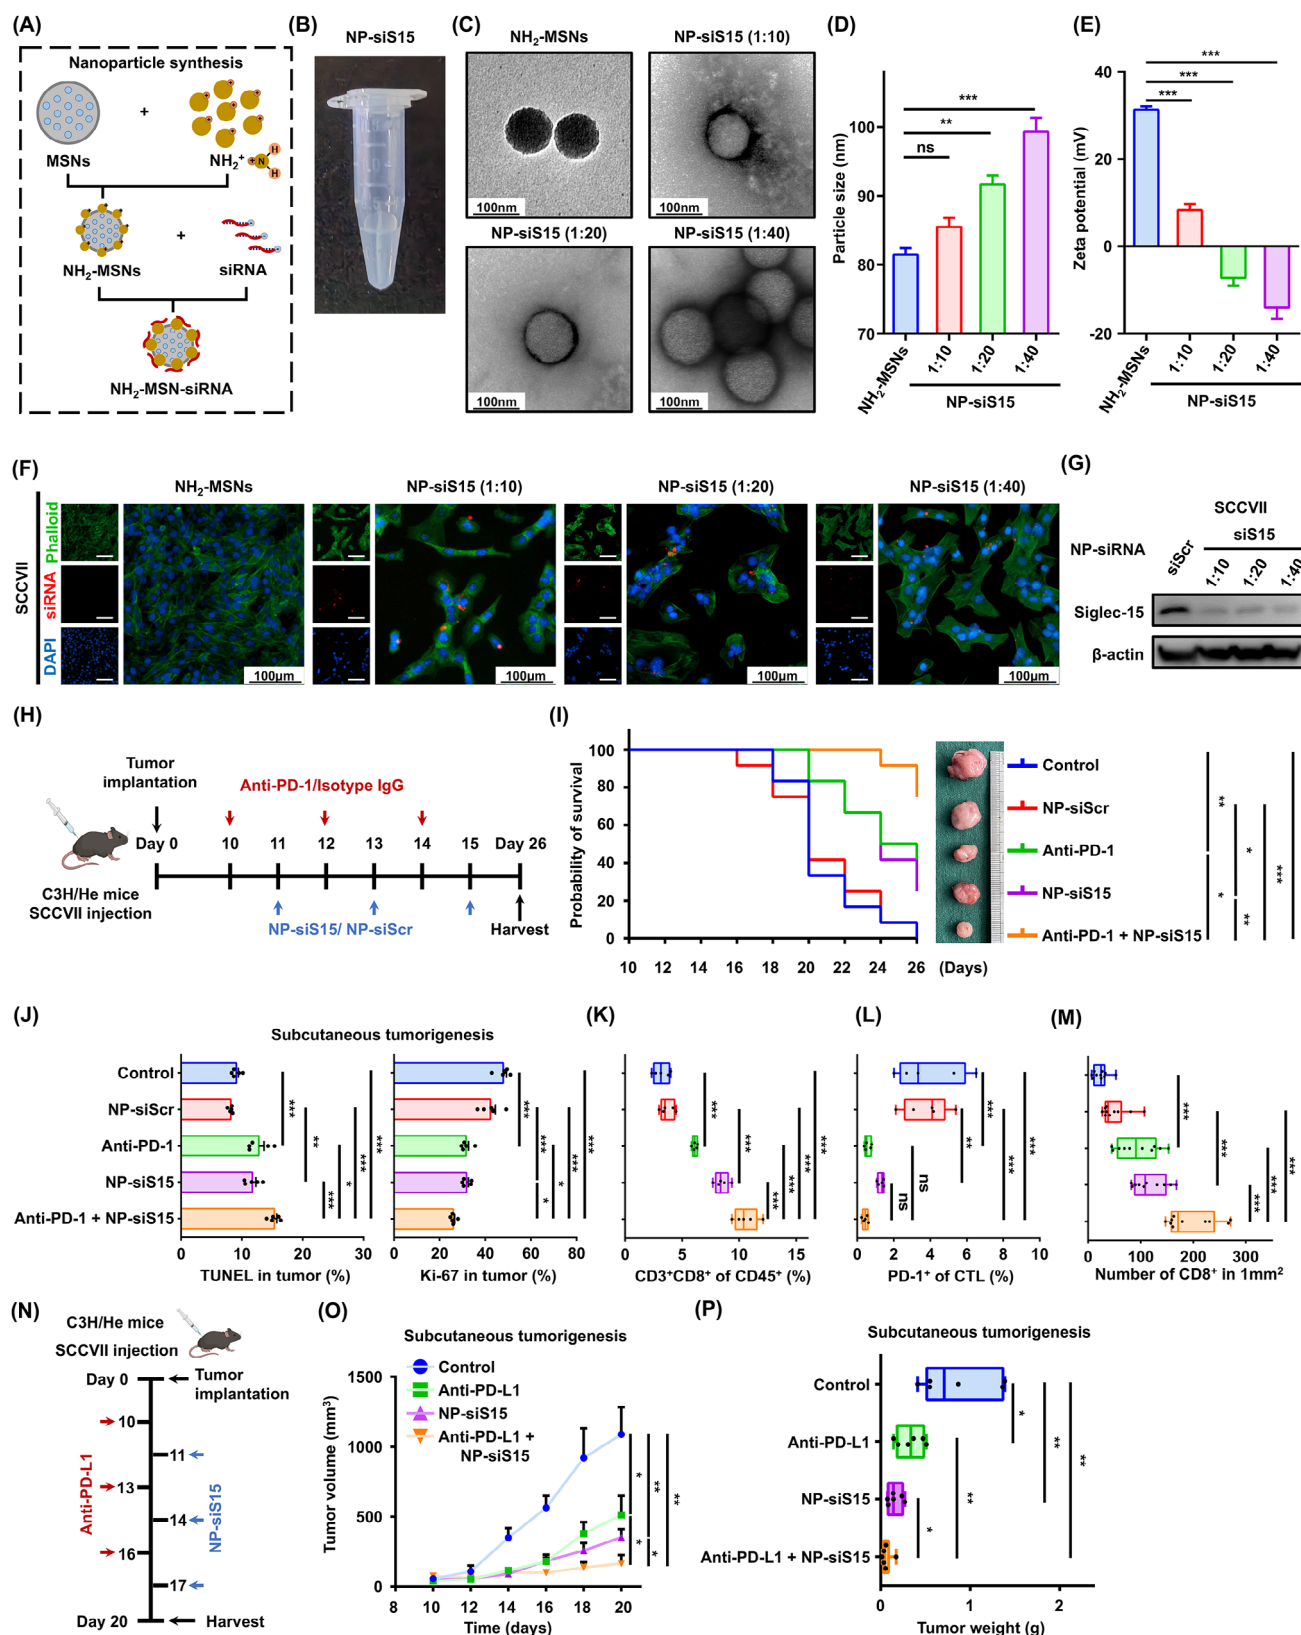 (A)
Nanoparticle synthesis
+
MSNs
NH₂⁺
+N
H
H
+
NH₂-MSNs
siRNA
NH₂-MSN-siRNA
(B)
NP-siS15
(C)
NH₂-MSNs
NP-siS15 (1:10)
100nm
100nm
NP-siS15 (1:20)
NP-siS15 (1:40)
100nm
100nm
(D)
Particle size (nm)
100
90
80
70
ns
**
***
NH₂-MSNs
1:10
1:20
1:40
NP-siS15
(E)
Zeta potential (mV)
40
20
0
-20
***
***
***
NH₂-MSNs
1:10
1:20
1:40
NP-siS15
(F)
SCCVII
DAPI siRNA Phalloid
NH₂-MSNs
NP-siS15 (1:10)
NP-siS15 (1:20)
NP-siS15 (1:40)
100μm
100μm
100μm
100μm
(G)
SCCVII
NP-siRNA
siScr
siS15
1:10
1:20
1:40
Siglec-15
β-actin
(H)
Tumor
implantation
Anti-PD-1/Isotype IgG
Day 0
10
11
12
13
14
15
Day 26
C3H/He mice
SCCVII injection
NP-siS15/ NP-siScr
Harvest
(I)
Probability of survival
100
80
60
40
20
0
10 12 14 16 18 20 22 24 26 (Days)
Control
NP-siScr
Anti-PD-1
NP-siS15
Anti-PD-1 + NP-siS15
**
*
*
**
***
(J)
Subcutaneous tumorigenesis
Control
NP-siScr
Anti-PD-1
NP-siS15
Anti-PD-1 + NP-siS15
***
**
***
*
***
0 10 20 30
TUNEL in tumor (%)
***
***
*
*
***
***
0 20 40 60 80
Ki-67 in tumor (%)
(K)
***
***
***
***
***
***
0 5 10 15
CD3⁺CD8⁺ of CD45⁺ (%)
(L)
ns
ns
**
***
***
***
0 2 4 6 8 10
PD-1⁺ of CTL (%)
(M)
***
***
***
***
***
0 100 200 300
Number of CD8⁺ in 1mm²
(N)
C3H/He mice
SCCVII injection
Day 0
Tumor
implantation
Anti-PD-L1
NP-siS15
10
11
13
14
16
17
Day 20
Harvest
(O)
Subcutaneous tumorigenesis
Control
Anti-PD-L1
NP-siS15
Anti-PD-L1 +
NP-siS15
Tumor volume (mm³)
1500
1000
500
0
8 10 12 14 16 18 20
Time (days)
*
*
**
*
**
(P)
Subcutaneous tumorigenesis
Control
Anti-PD-L1
NP-siS15
Anti-PD-L1 + NP-siS15
*
**
*
**
**
0 1 2
Tumor weight (g)